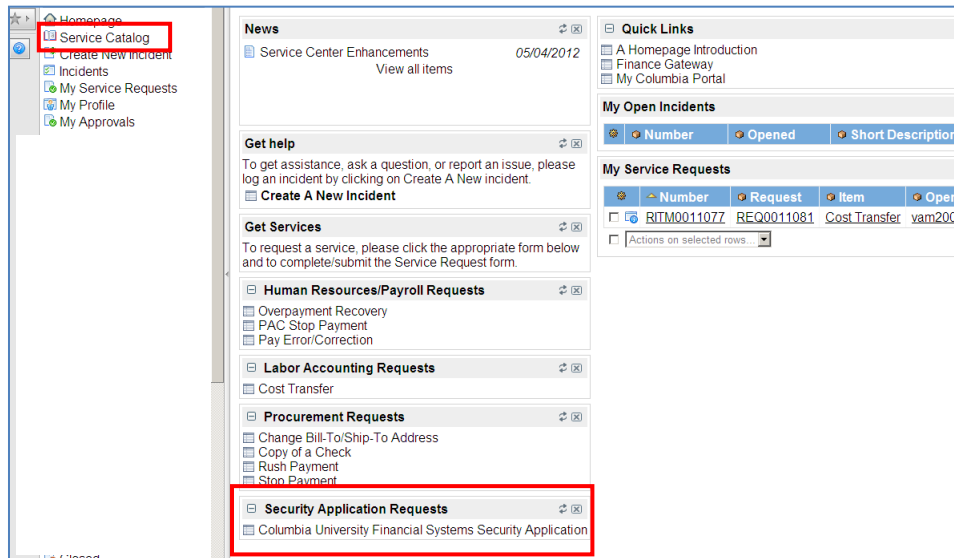 Homepage
Service Catalog
Create New Incident
Incidents
My Service Requests
My Profile
My Approvals
Closed
News
Service Center Enhancements 05/04/2012
View all items
Get help
To get assistance, ask a question, or report an issue, please
log an incident by clicking on Create A New incident.
Create A New Incident
Get Services
To request a service, please click the appropriate form below
and to complete/submit the Service Request form.
Human Resources/Payroll Requests
Overpayment Recovery
PAC Stop Payment
Pay Error/Correction
Labor Accounting Requests
Cost Transfer
Procurement Requests
Change Bill-To/Ship-To Address
Copy of a Check
Rush Payment
Stop Payment
Security Application Requests
Columbia University Financial Systems Security Application
Quick Links
A Homepage Introduction
Finance Gateway
My Columbia Portal
My Open Incidents
Number Opened Short Description
My Service Requests
Number Request Item Oper
RITM0011077 REQ0011081 Cost Transfer vam200
Actions on selected rows...